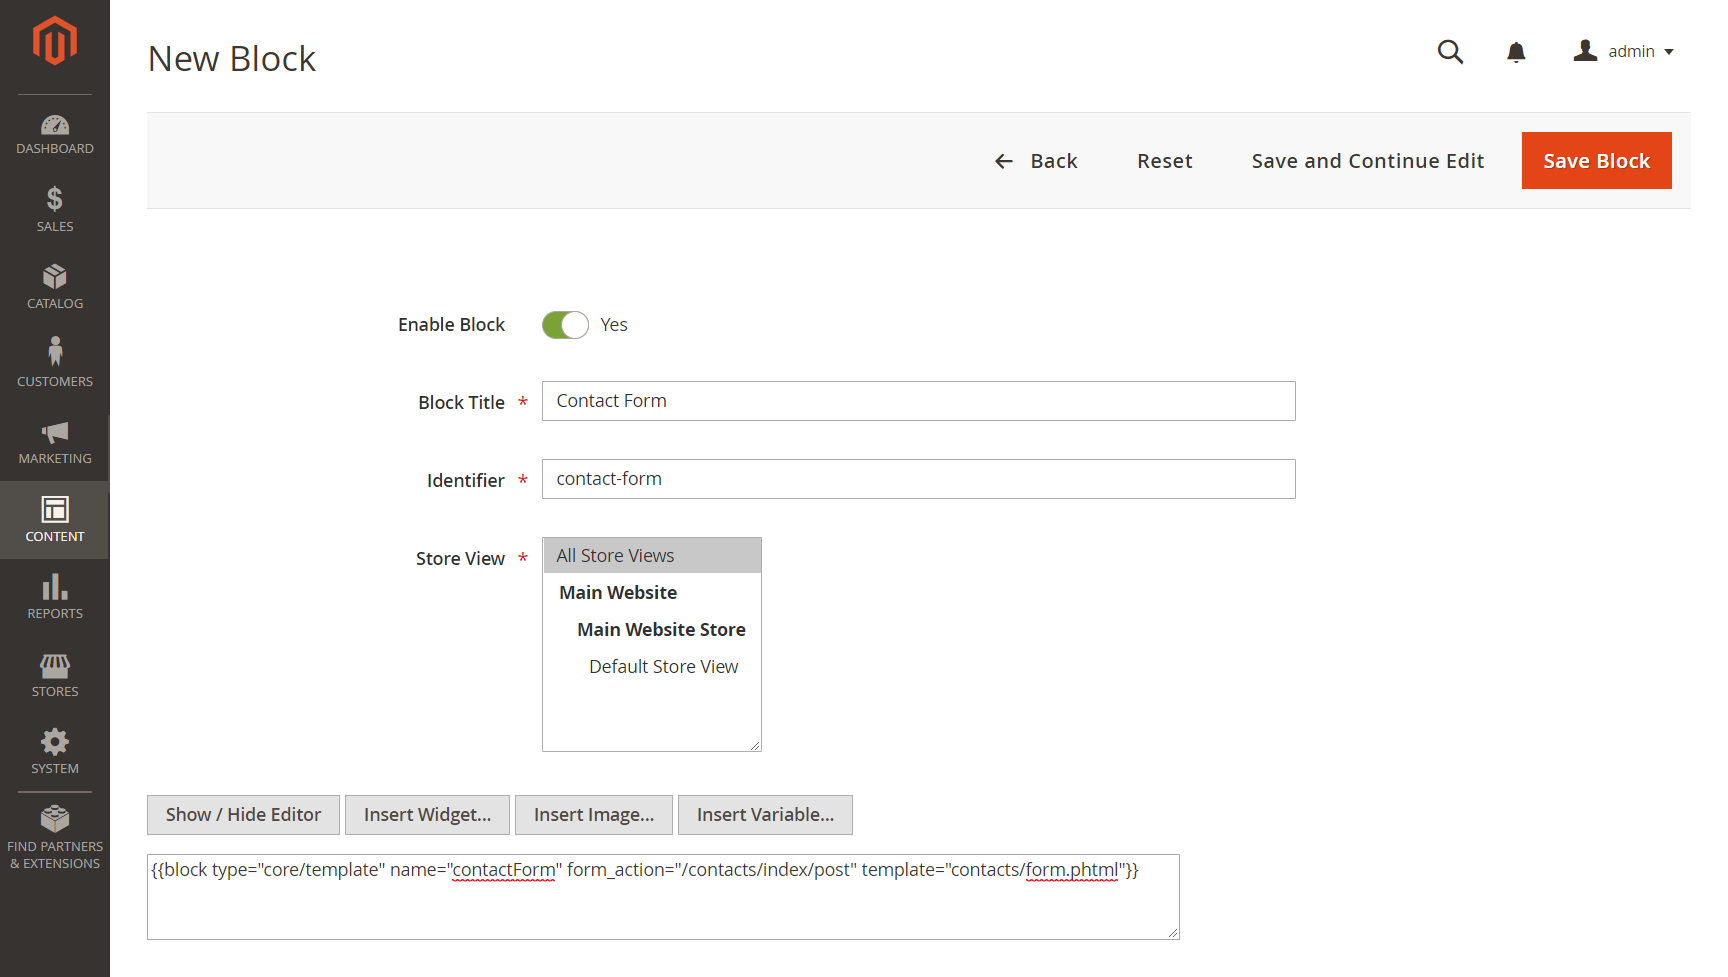 New Block
admin
Back Reset Save and Continue Edit Save Block
DASHBOARD
SALES
CATALOG
CUSTOMERS
MARKETING
CONTENT
REPORTS
STORES
SYSTEM
FIND PARTNERS
& EXTENSIONS
Enable Block Yes
Block Title * Contact Form
Identifier * contact-form
Store View * All Store Views
Main Website
Main Website Store
Default Store View
Show / Hide Editor Insert Widget... Insert Image... Insert Variable...
{{block type="core/template" name="contactForm" form_action="/contacts/index/post" template="contacts/form.phtml"}}